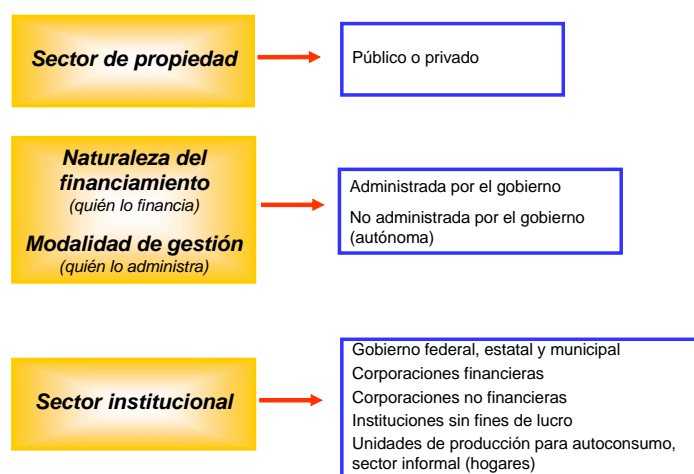 Sector de propiedad
Público o privado
Naturaleza del
financiamiento
(quién lo financia)
Modalidad de gestión
(quién lo administra)
Administrada por el gobierno
No administrada por el gobierno
(autónoma)
Sector institucional
Gobierno federal, estatal y municipal
Corporaciones financieras
Corporaciones no financieras
Instituciones sin fines de lucro
Unidades de producción para autoconsumo,
sector informal (hogares)